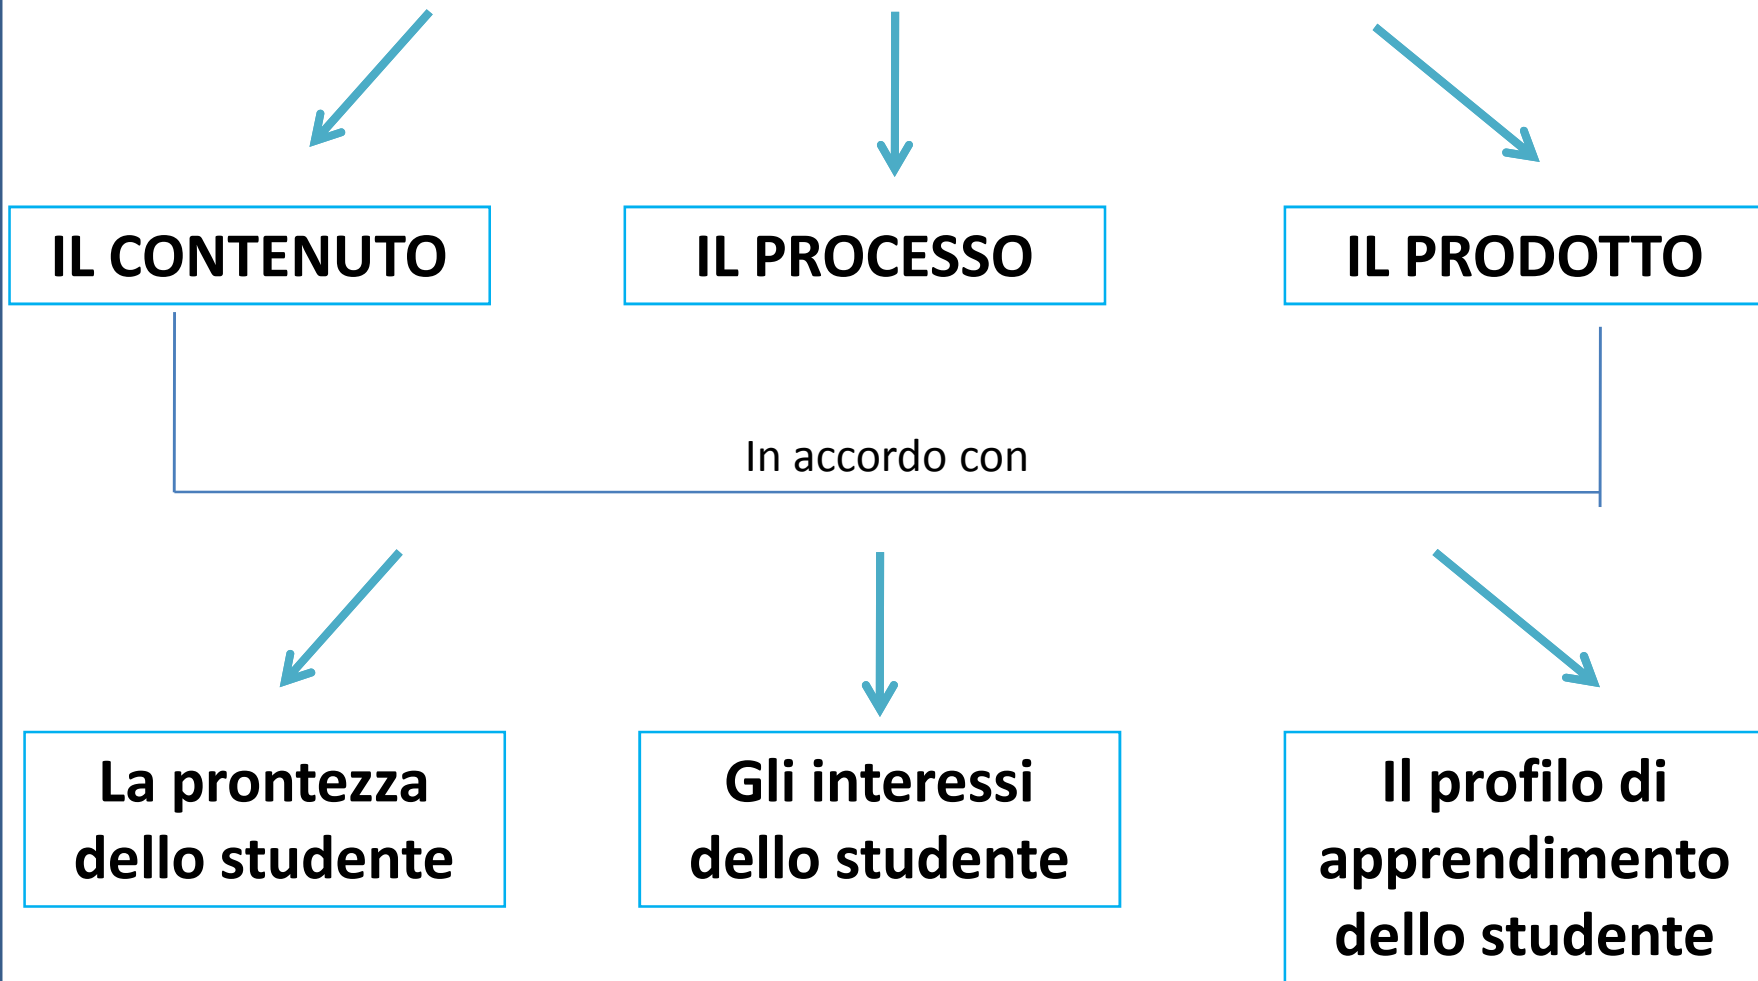 IL CONTENUTO
IL PROCESSO
IL PRODOTTO
In accordo con
La prontezza
dello studente
Gli interessi
dello studente
Il profilo di
apprendimento
dello studente